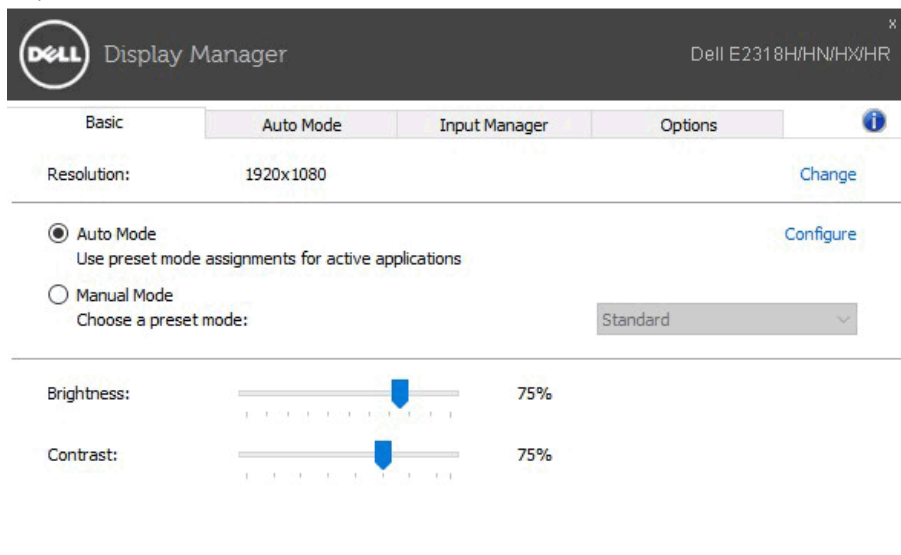 x
DELL Display Manager
Dell E2318H/HN/HX/HR
Basic Auto Mode Input Manager Options i
Resolution: 1920x1080 Change
Auto Mode Configure
Use preset mode assignments for active applications
Manual Mode
Choose a preset mode: Standard
Brightness: 75%
Contrast: 75%